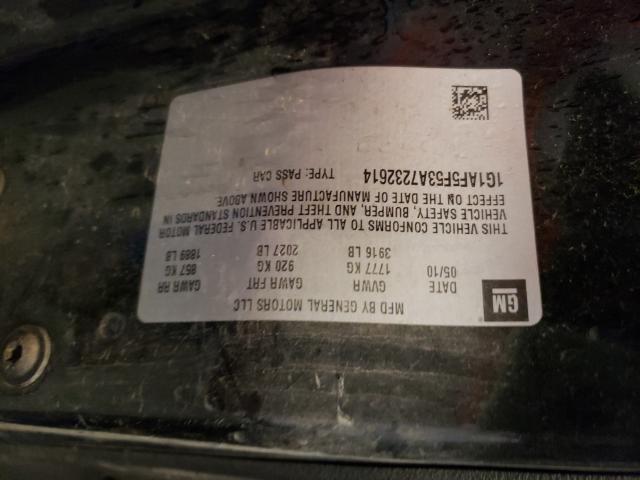 GM
MFD BY GENERAL MOTORS LLC
DATE GVWR GAWR FRT GAWR RR
05/10 1777 KG 920 KG 857 KG
3916 LB 2027 LB 1889 LB
THIS VEHICLE CONFORMS TO ALL APPLICABLE U.S. FEDERAL MOTOR
VEHICLE SAFETY, BUMPER, AND THEFT PREVENTION STANDARDS IN
EFFECT ON THE DATE OF MANUFACTURE SHOWN ABOVE
1G1AF5F53A7232614 TYPE: PASS CAR